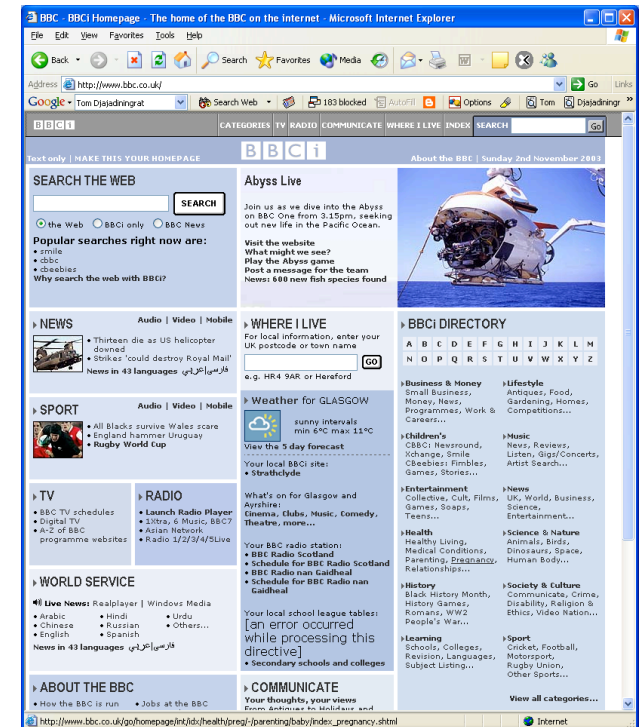 BBC - BBCi Homepage - The home of the BBC on the internet - Microsoft Internet Explorer
File Edit View Favorites Tools Help
Back Search Favorites Media
Address http://www.bbc.co.uk/ Go Links
Google Tom Djajadiningrat Search Web 183 blocked AutoFill Options Tom Djajadiningr
BBCi CATEGORIES TV RADIO COMMUNICATE WHERE I LIVE INDEX SEARCH Go
BBCi
Text only | MAKE THIS YOUR HOMEPAGE
About the BBC | Sunday 2nd November 2003
SEARCH THE WEB
SEARCH
the Web BBCi only BBC News
Popular searches right now are:
smile
cbbc
cbeebies
Why search the web with BBCi?
Abyss Live
Join us as we dive into the Abyss
on BBC One from 3.15pm, seeking
out new life in the Pacific Ocean.
Visit the website
What might we see?
Play the Abyss game
Post a message for the team
News: 600 new fish species found
NEWS
Audio | Video | Mobile
Thirteen die as US helicopter
downed
Strikes 'could destroy Royal Mail'
News in 43 languages فارسی عربي
SPORT
Audio | Video | Mobile
All Blacks survive Wales scare
England hammer Uruguay
Rugby World Cup
TV
BBC TV schedules
Digital TV
A-Z of BBC
programme websites
RADIO
Launch Radio Player
1Xtra, 6 Music, BBC7
Asian Network
Radio 1/2/3/4/5Live
WORLD SERVICE
Live News: Realplayer | Windows Media
Arabic Hindi Urdu
Chinese Russian Others...
English Spanish
News in 43 languages فارسی عربي
ABOUT THE BBC
How the BBC is run Jobs at the BBC
WHERE I LIVE
For local information, enter your
UK postcode or town name
GO
e.g. HR4 9AR or Hereford
Weather for GLASGOW
sunny intervals
min 6°C max 11°C
View the 5 day forecast
Your local BBCi site:
Strathclyde
What's on for Glasgow and
Ayrshire:
Cinema, Clubs, Music, Comedy,
Theatre, more...
Your BBC radio station:
BBC Radio Scotland
Schedule for BBC Radio Scotland
BBC Radio nan Gaidheal
Schedule for BBC Radio nan
Gaidheal
Your local school league tables:
[an error occurred
while processing this
directive]
Secondary schools and colleges
COMMUNICATE
Your thoughts, your views
From Antiques to Holidays and
BBCi DIRECTORY
A B C D E F G H I J K L M
N O P Q R S T U V W X Y Z
Business & Money
Small Business,
Money, News,
Programmes, Work &
Careers...
Lifestyle
Antiques, Food,
Gardening, Homes,
Competitions...
Children's
CBBC: Newsround,
Xchange, Smile
CBeebies: Fimbles,
Games, Stories...
Music
News, Reviews,
Listen, Gigs/Concerts,
Artist Search...
Entertainment
Collective, Cult, Films,
Games, Soaps,
Teens...
News
UK, World, Business,
Science,
Entertainment...
Health
Healthy Living,
Medical Conditions,
Parenting, Pregnancy,
Relationships...
Science & Nature
Animals, Birds,
Dinosaurs, Space,
Human Body...
History
Black History Month,
History Games,
Romans, WW2
People's War...
Society & Culture
Communicate, Crime,
Disability, Religion &
Ethics, Video Nation...
Learning
Schools, Colleges,
Revision, Languages,
Subject Listing...
Sport
Cricket, Football,
Motorsport,
Rugby Union,
Other Sports...
View all categories...
http://www.bbc.co.uk/go/homepage/int/idx/health/preg/-/parenting/baby/index_pregnancy.shtml Internet